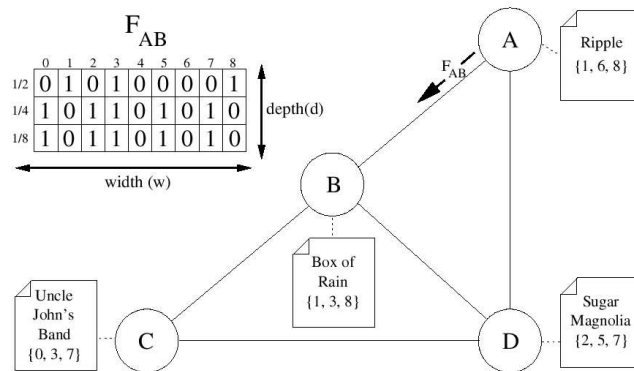 F_AB
0 1 2 3 4 5 6 7 8
1/2 0 1 0 1 0 0 0 0 1
1/4 1 0 1 1 0 1 0 1 0
1/8 1 0 1 1 0 1 0 1 0
depth(d)
width (w)
A
F_AB
Ripple
{1, 6, 8}
B
Box of
Rain
{1, 3, 8}
Uncle
John's
Band
{0, 3, 7}
C
D
Sugar
Magnolia
{2, 5, 7}